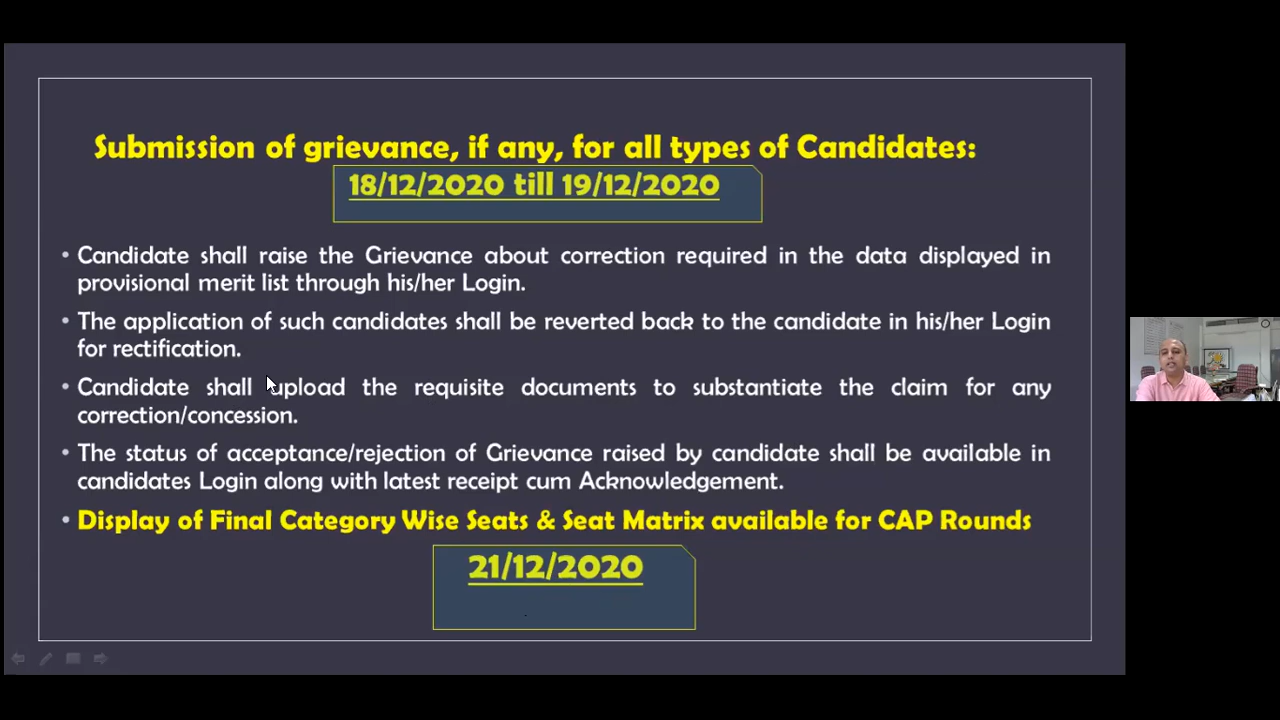 Submission of grievance, if any, for all types of Candidates:
18/12/2020 till 19/12/2020
• Candidate shall raise the Grievance about correction required in the data displayed in
provisional merit list through his/her Login.
• The application of such candidates shall be reverted back to the candidate in his/her Login
for rectification.
• Candidate shall upload the requisite documents to substantiate the claim for any
correction/concession.
• The status of acceptance/rejection of Grievance raised by candidate shall be available in
candidates Login along with latest receipt cum Acknowledgement.
• Display of Final Category Wise Seats & Seat Matrix available for CAP Rounds
21/12/2020